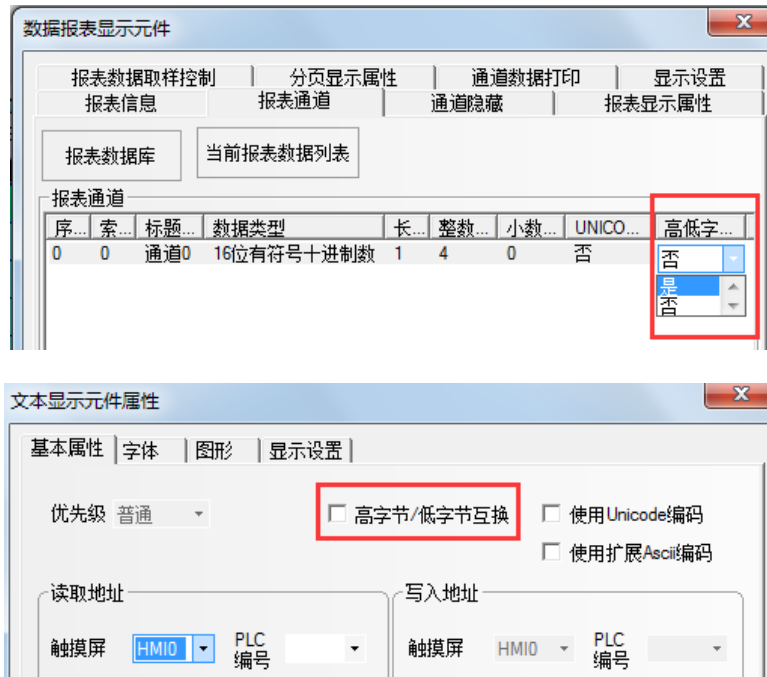 数据报表显示元件
报表数据取样控制 分页显示属性 通道数据打印 显示设置
报表信息 报表通道 通道隐藏 报表显示属性
报表数据库 当前报表数据列表
报表通道
序... 索... 标题... 数据类型 长... 整数... 小数... UNICO... 高低字...
0 0 通道0 16位有符号十进制数 1 4 0 否 否
是
否
文本显示元件属性
基本属性 字体 图形 显示设置
优先级 普通 高字节/低字节互换 使用Unicode编码
使用扩展Ascii编码
读取地址 写入地址
触摸屏 HMI0 PLC编号 触摸屏 HMI0 PLC编号